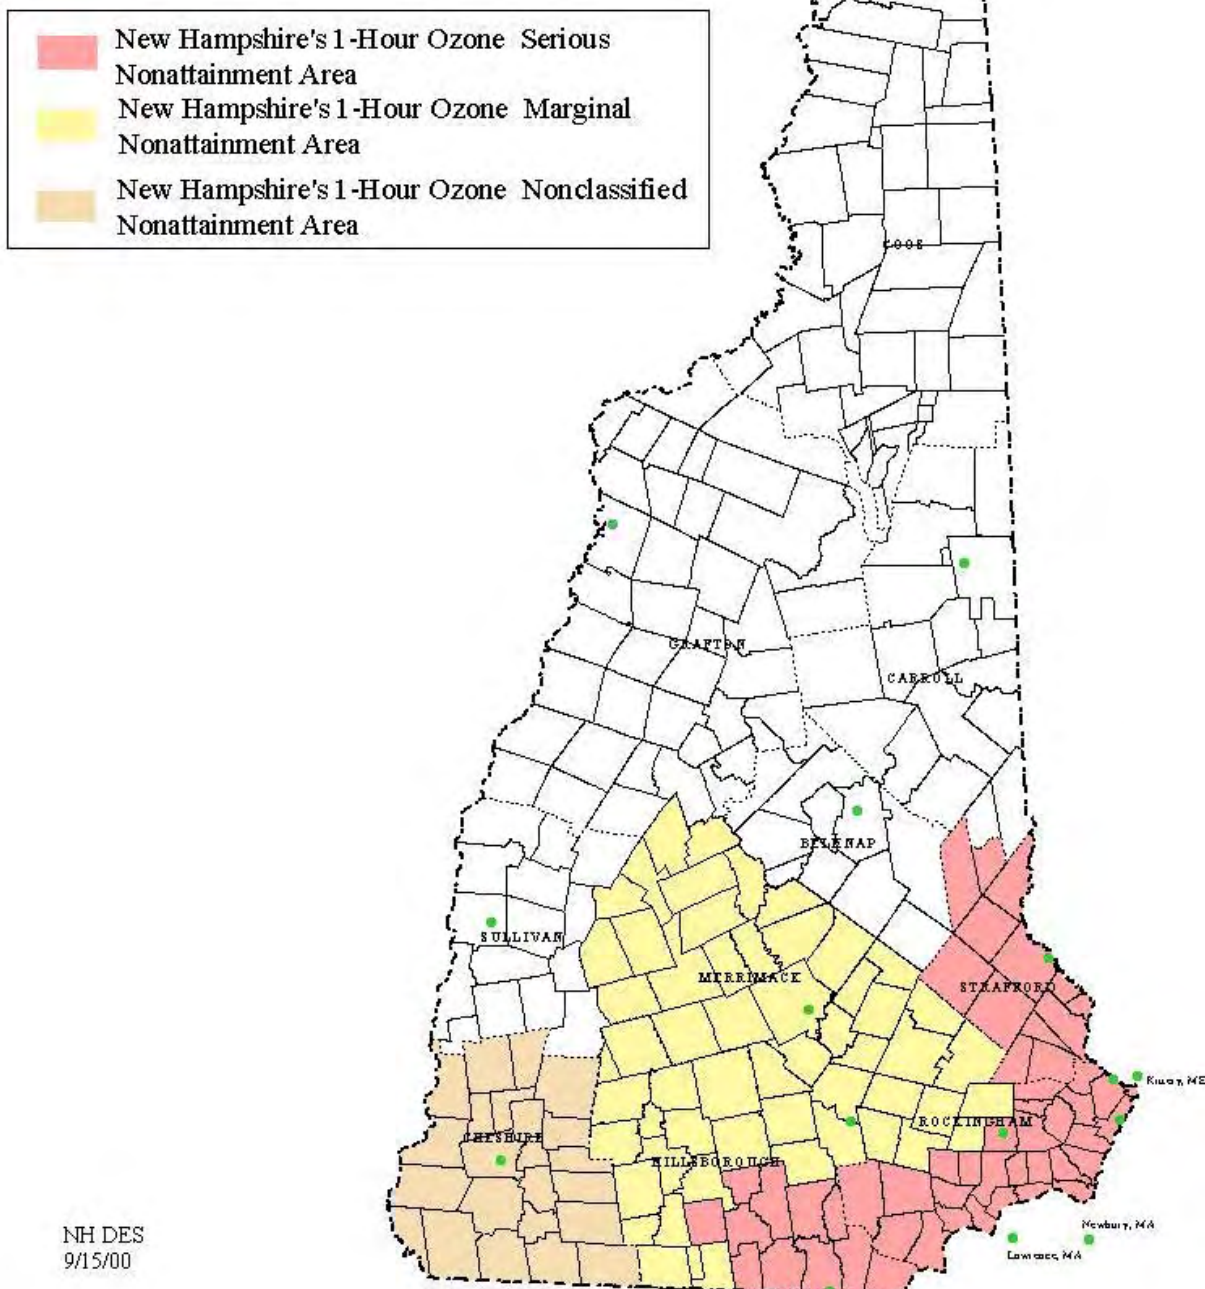 New Hampshire's 1-Hour Ozone Serious
Nonattainment Area
New Hampshire's 1-Hour Ozone Marginal
Nonattainment Area
New Hampshire's 1-Hour Ozone Nonclassified
Nonattainment Area
COOS
GRAFTON
CARROLL
BELKNAP
SULLIVAN
MERRIMACK
STRAFFORD
Kittery, ME
ROCKINGHAM
CHESHIRE
HILLSBOROUGH
Newbury, MA
Lawrence, MA
NH DES
9/15/00